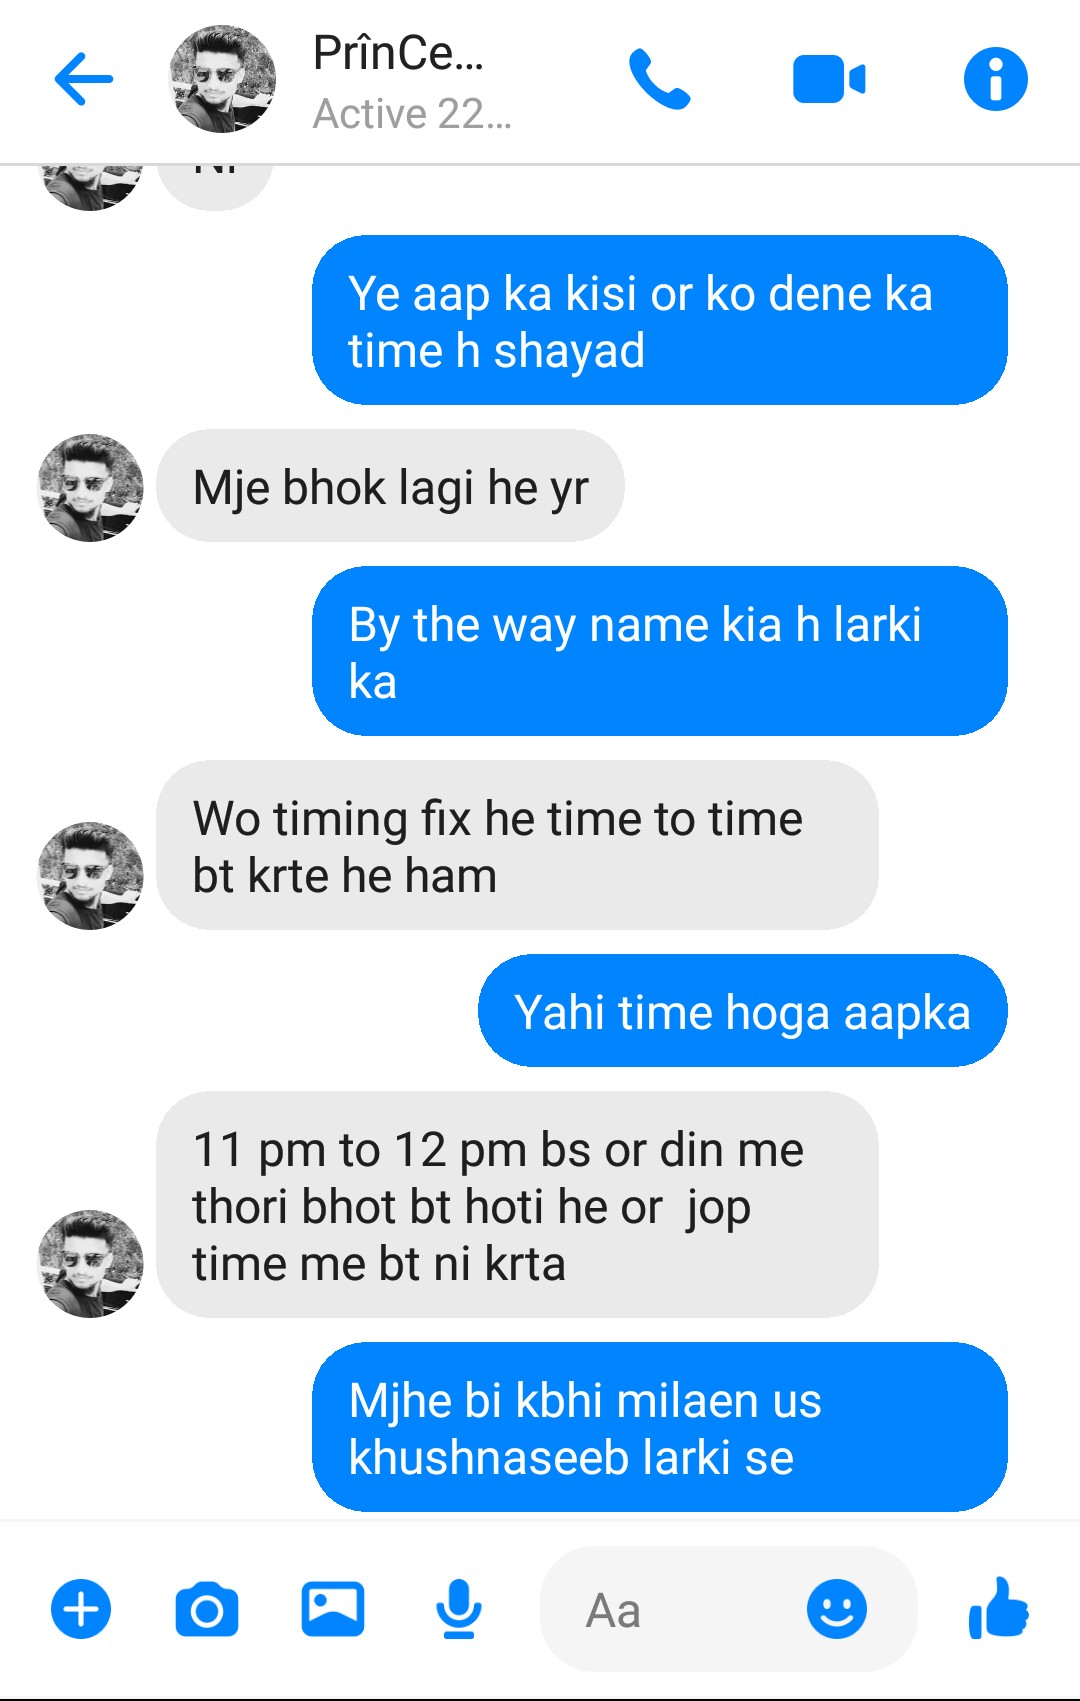 PrînCe...
Active 22...
Ye aap ka kisi or ko dene ka
time h shayad
Mje bhok lagi he yr
By the way name kia h larki
ka
Wo timing fix he time to time
bt krte he ham
Yahi time hoga aapka
11 pm to 12 pm bs or din me
thori bhot bt hoti he or  jop
time me bt ni krta
Mjhe bi kbhi milaen us
khushnaseeb larki se
Aa